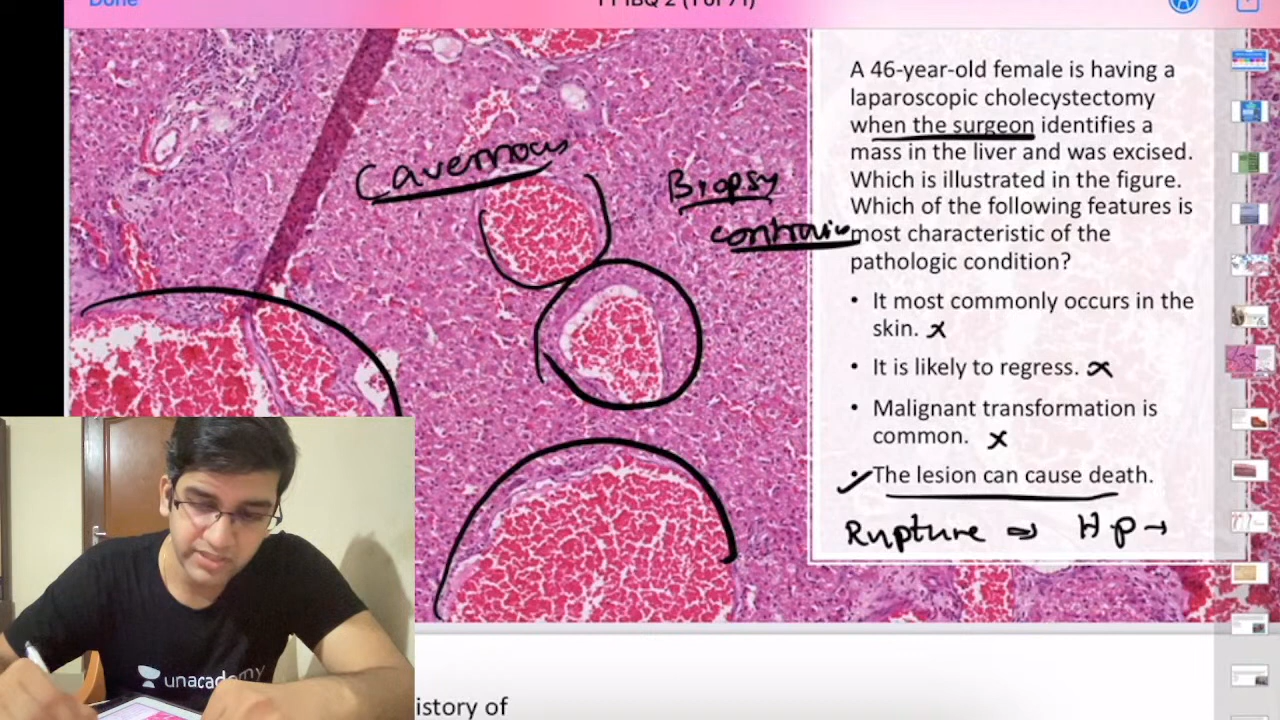 Done
A 46-year-old female is having a
laparoscopic cholecystectomy
when the surgeon identifies a
mass in the liver and was excised.
Which is illustrated in the figure.
Which of the following features is
most characteristic of the
pathologic condition?
• It most commonly occurs in the
skin. x
• It is likely to regress. x
• Malignant transformation is
common. x
• The lesion can cause death.
Rupture ⇒ Hp →
Cavernous
Biopsy
contrain
unacademy
istory of